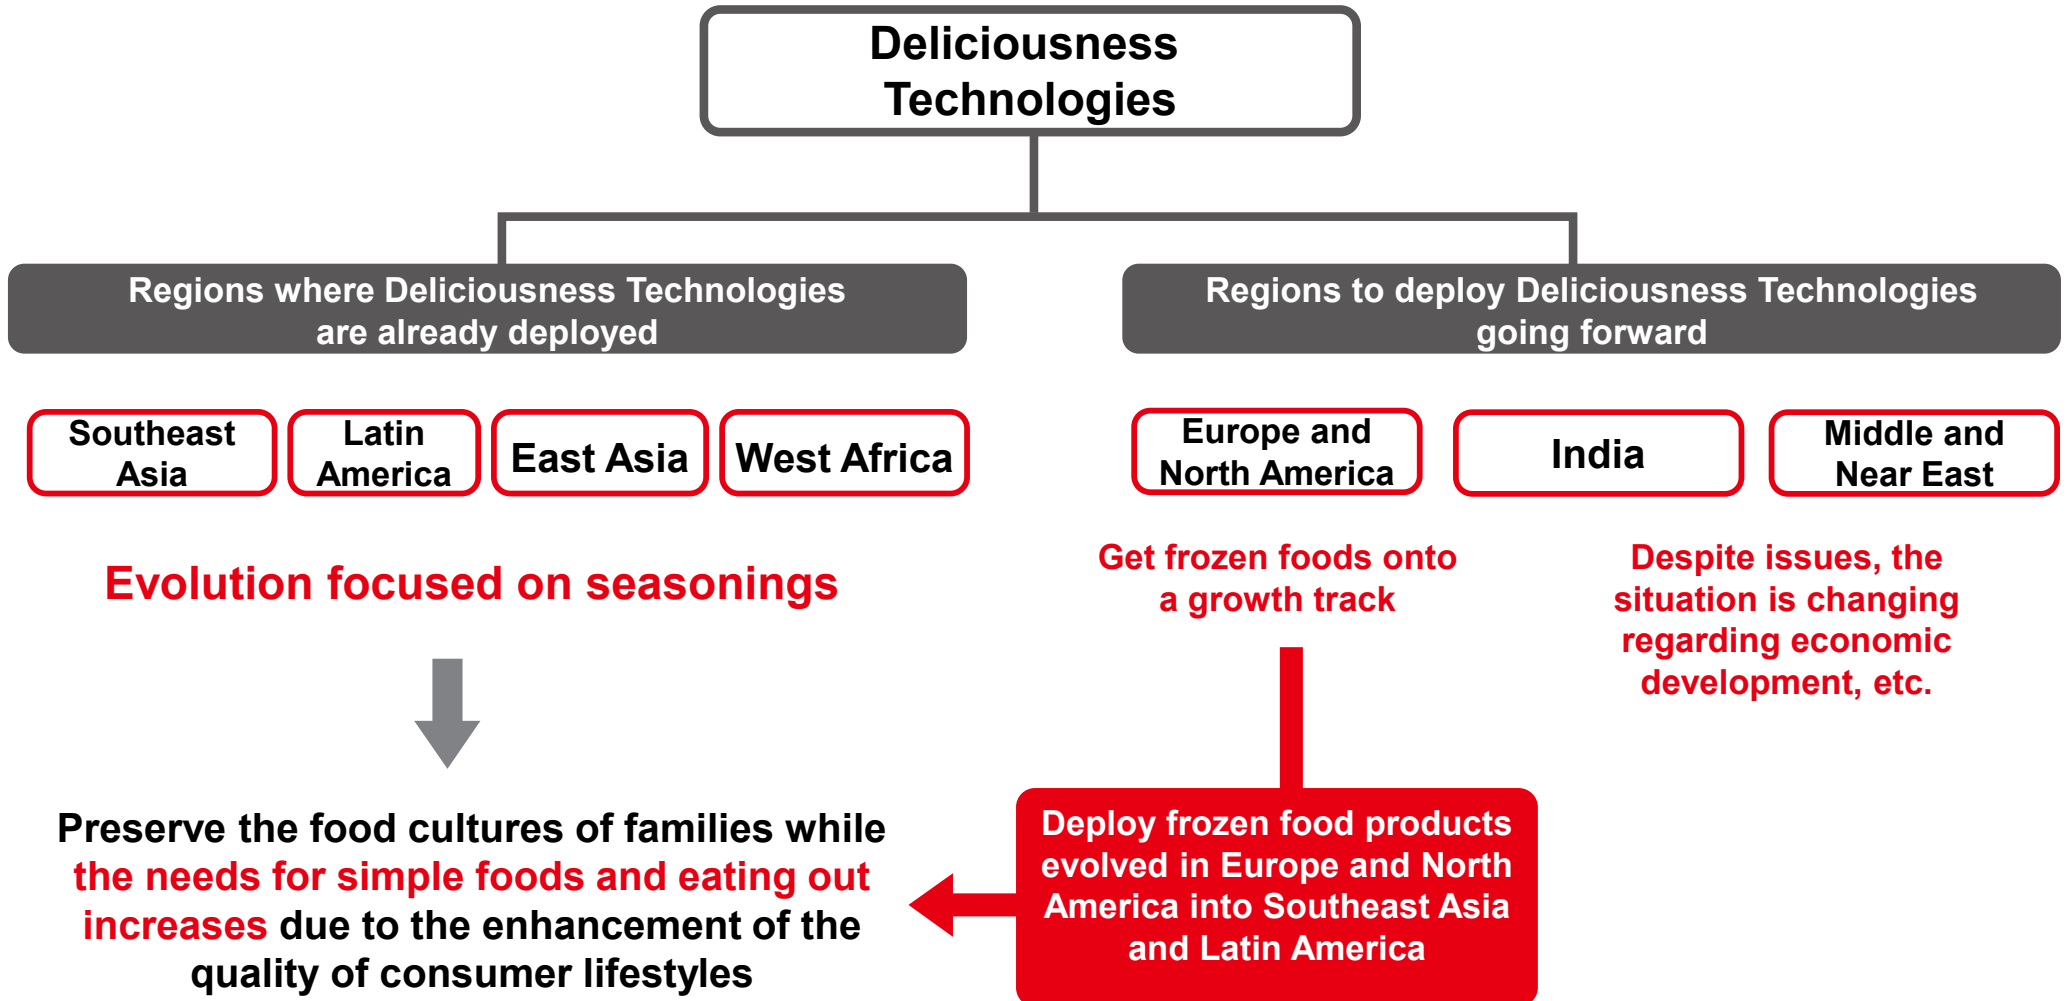 Deliciousness
Technologies
Regions where Deliciousness Technologies
are already deployed
Regions to deploy Deliciousness Technologies
going forward
Southeast
Asia
Latin
America
East Asia
West Africa
Europe and
North America
India
Middle and
Near East
Evolution focused on seasonings
Get frozen foods onto
a growth track
Despite issues, the
situation is changing
regarding economic
development, etc.
Preserve the food cultures of families while
the needs for simple foods and eating out
increases due to the enhancement of the
quality of consumer lifestyles
Deploy frozen food products
evolved in Europe and North
America into Southeast Asia
and Latin America